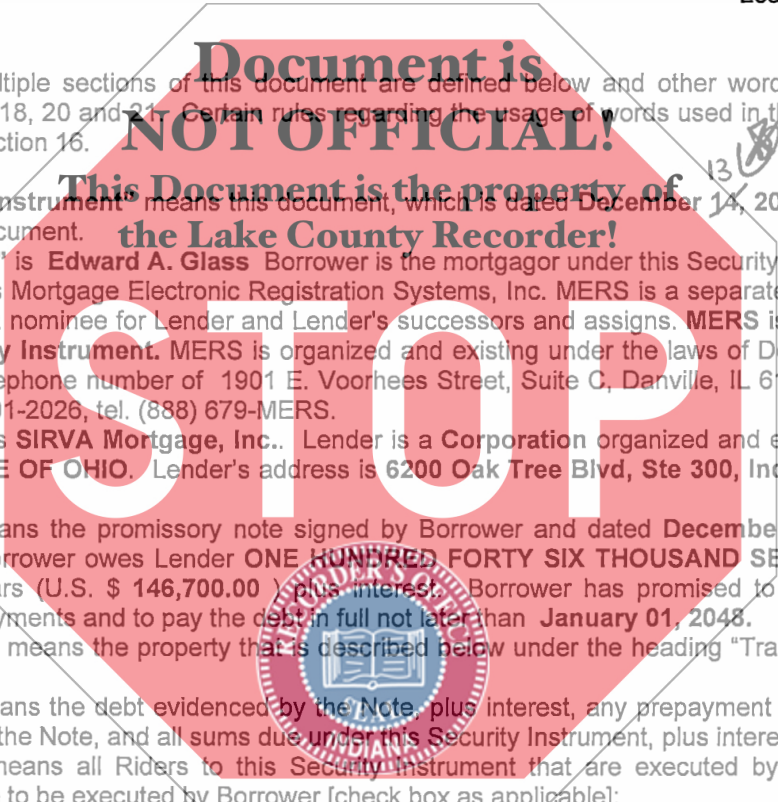 Document is
ltiple sections of this document are defined below and other word
18, 20 and 21. Certain rules regarding the usage of words used in t
NOT OFFICIAL!
ction 16.
13
This Document is the property of
nstrument" means this document, which is dated December 14, 20
cument.
the Lake County Recorder!
" is Edward A. Glass Borrower is the mortgagor under this Security
s Mortgage Electronic Registration Systems, Inc. MERS is a separate
nominee for Lender and Lender's successors and assigns. MERS is
y Instrument. MERS is organized and existing under the laws of D
ephone number of 1901 E. Voorhees Street, Suite C, Danville, IL 6
01-2026, tel. (888) 679-MERS.
STOP
s SIRVA Mortgage, Inc.. Lender is a Corporation organized and e
E OF OHIO. Lender's address is 6200 Oak Tree Blvd, Ste 300, Ind
ans the promissory note signed by Borrower and dated Decembe
orrower owes Lender ONE HUNDRED FORTY SIX THOUSAND SE
ars (U.S. $ 146,700.00 ) plus interest. Borrower has promised to
yments and to pay the debt in full not later than January 01, 2048.
means the property that is described below under the heading "Tra
RECORDER'S OFFICE
ans the debt evidenced by the Note, plus interest, any prepayment
SEAL
the Note, and all sums due under this Security Instrument, plus intere
INDIANA
means all Riders to this Security Instrument that are executed by
to be executed by Borrower [check box as applicable]: